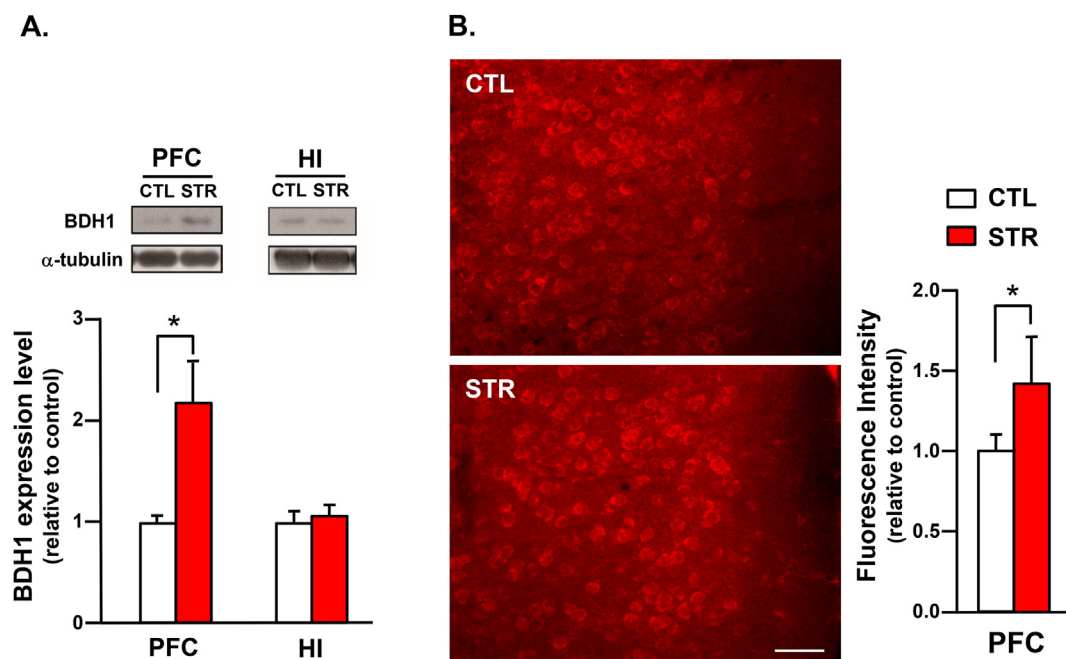 A.
PFC
HI
CTL STR
CTL STR
BDH1
α-tubulin
BDH1 expression level
(relative to control)
3
2
1
0
*
PFC
HI
B.
CTL
STR
CTL
STR
Fluorescence Intensity
(relative to control)
2.0
1.5
1.0
0.5
0.0
*
PFC